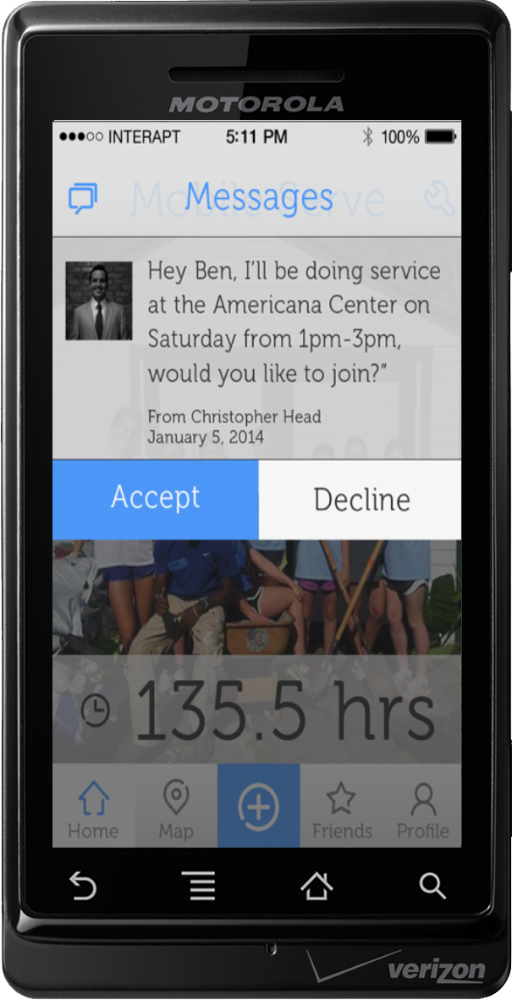 MOTOROLA
INTERAPT 5:11 PM 100%
Mobile Serve
Messages
Hey Ben, I'll be doing service
at the Americana Center on
Saturday from 1pm-3pm,
would you like to join?”
From Christopher Head
January 5, 2014
Accept Decline
135.5 hrs
Home Map Friends Profile
verizon